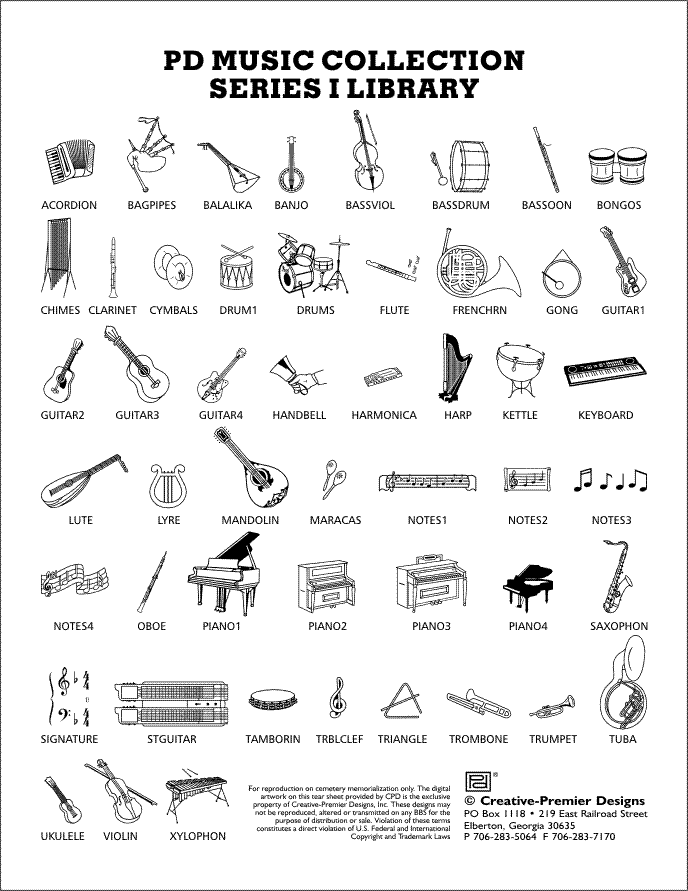 PD MUSIC COLLECTION
SERIES I LIBRARY
ACORDION BAGPIPES BALALIKA BANJO BASSVIOL BASSDRUM BASSOON BONGOS
CHIMES CLARINET CYMBALS DRUM1 DRUMS FLUTE FRENCHRN GONG GUITAR1
GUITAR2 GUITAR3 GUITAR4 HANDBELL HARMONICA HARP KETTLE KEYBOARD
LUTE LYRE MANDOLIN MARACAS NOTES1 NOTES2 NOTES3
NOTES4 OBOE PIANO1 PIANO2 PIANO3 PIANO4 SAXOPHON
SIGNATURE STGUITAR TAMBORIN TRBLCLEF TRIANGLE TROMBONE TRUMPET TUBA
UKULELE VIOLIN XYLOPHON
For reproduction on cemetery memorialization only. The digital
artwork on this tear sheet provided by CPD is the exclusive
property of Creative-Premier Designs, Inc. These designs may
not be reproduced, altered or transmitted on any BBS for the
purpose of distribution or sale. Violation of these terms
constitutes a direct violation of U.S. Federal and International
Copyright and Trademark Laws
PD®
© Creative-Premier Designs
PO Box 1118 • 219 East Railroad Street
Elberton, Georgia 30635
P 706-283-5064 F 706-283-7170